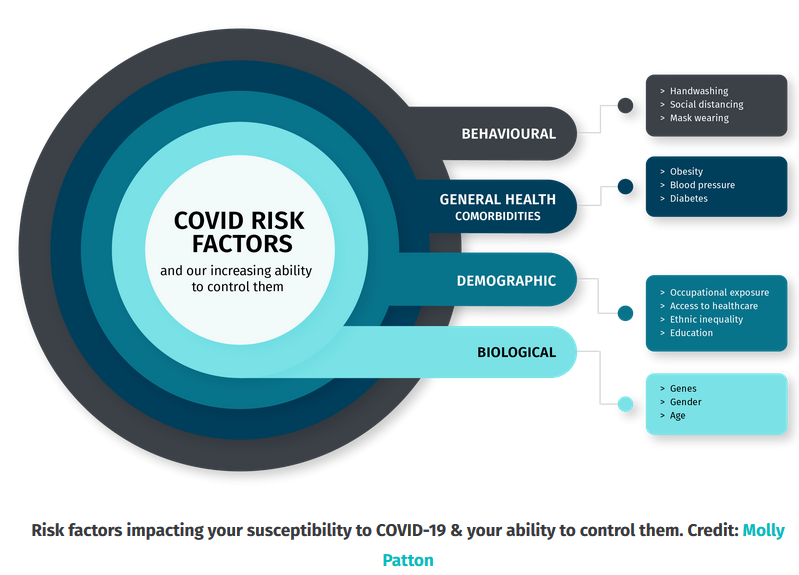 COVID RISK
FACTORS
and our increasing ability
to control them
BEHAVIOURAL
> Handwashing
> Social distancing
> Mask wearing
GENERAL HEALTH
COMORBIDITIES
> Obesity
> Blood pressure
> Diabetes
DEMOGRAPHIC
> Occupational exposure
> Access to healthcare
> Ethnic inequality
> Education
BIOLOGICAL
> Genes
> Gender
> Age
Risk factors impacting your susceptibility to COVID-19 & your ability to control them. Credit: Molly
Patton